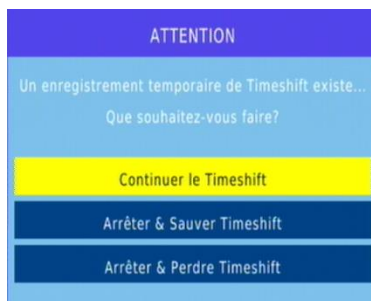 ATTENTION
Un enregistrement temporaire de Timeshift existe...
Que souhaitez-vous faire?
Continuer le Timeshift
Arrêter & Sauver Timeshift
Arrêter & Perdre Timeshift